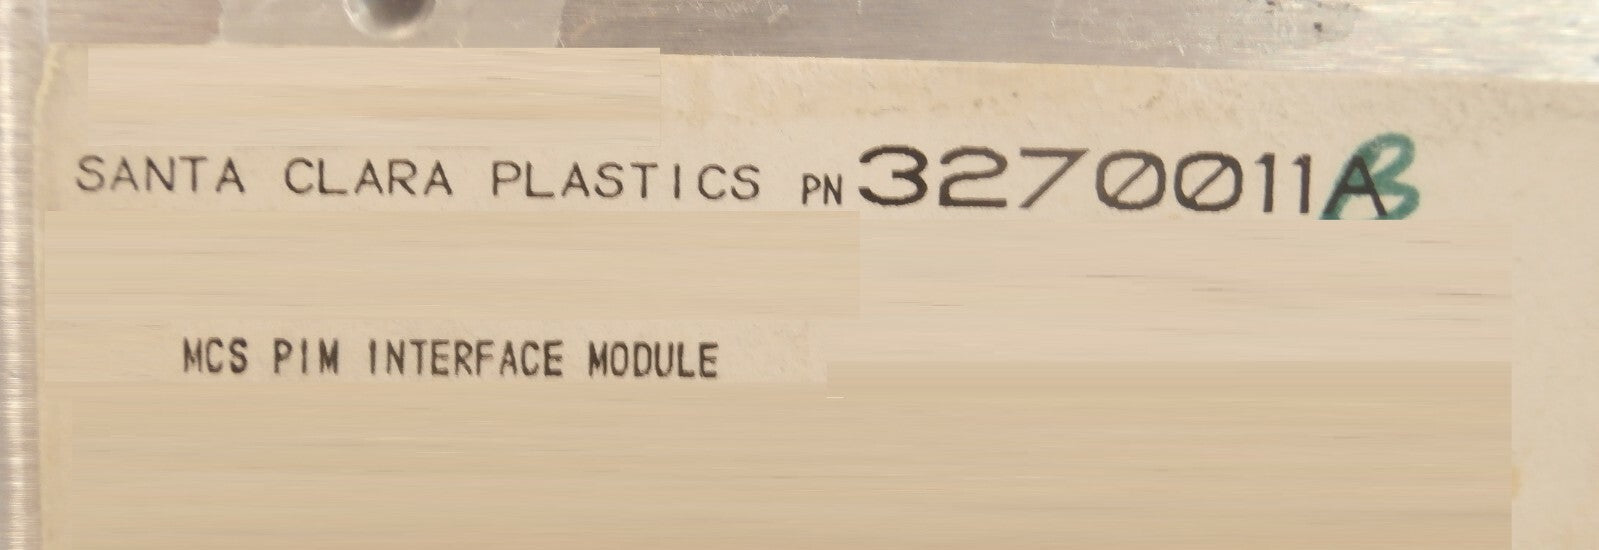 SANTA CLARA PLASTICS PN 3270011AB
MCS PIM INTERFACE MODULE